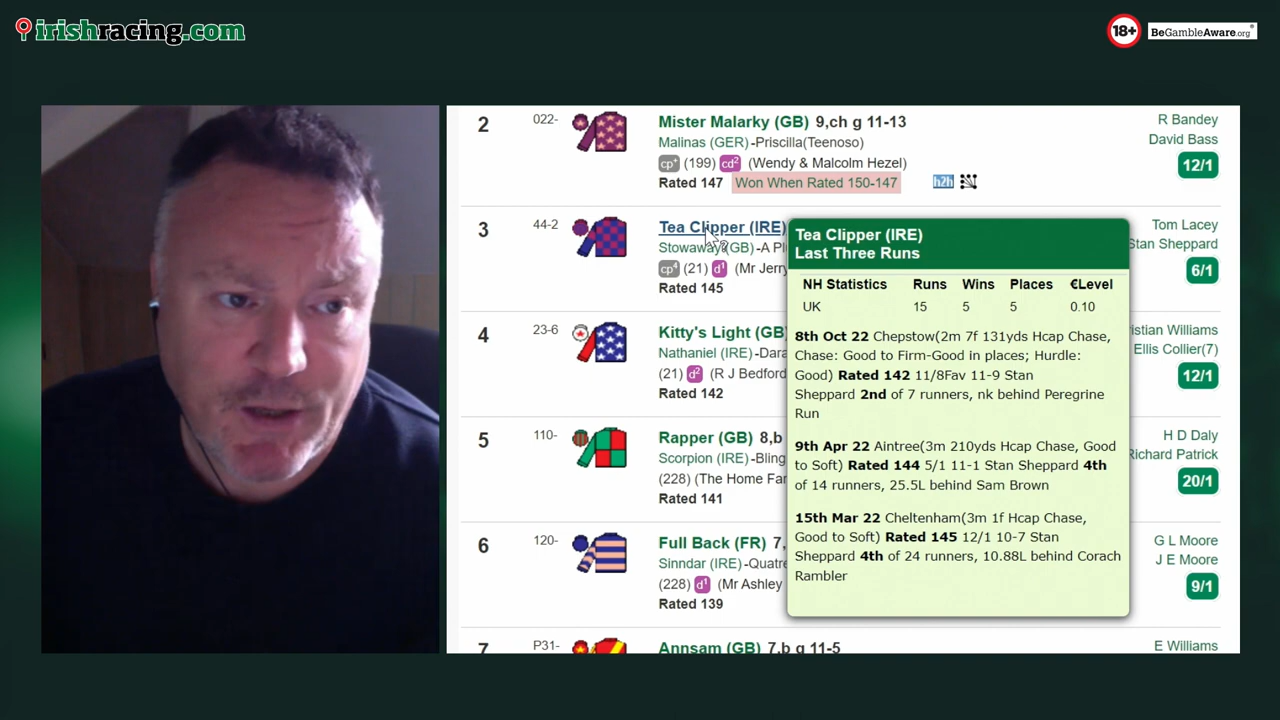 irishracing.com
18+
BeGambleAware.org®
2
022-
Mister Malarky (GB) 9,ch g 11-13
Malinas (GER) -Priscilla(Teenoso)
cp+ (199) cd2 (Wendy & Malcolm Hezel)
Rated 147 Won When Rated 150-147
h2h
R Bandey
David Bass
12/1
3
44-2
Tea Clipper (IRE)
Stowaway(GB) -A Pl
cp4 (21) d1 (Mr Jerry
Rated 145
Tom Lacey
Stan Sheppard
6/1
Tea Clipper (IRE)
Last Three Runs
NH Statistics Runs Wins Places €Level
UK 15 5 5 0.10
8th Oct 22 Chepstow(2m 7f 131yds Hcap Chase,
Chase: Good to Firm-Good in places; Hurdle:
Good) Rated 142 11/8Fav 11-9 Stan
Sheppard 2nd of 7 runners, nk behind Peregrine
Run
9th Apr 22 Aintree(3m 210yds Hcap Chase, Good
to Soft) Rated 144 5/1 11-1 Stan Sheppard 4th
of 14 runners, 25.5L behind Sam Brown
15th Mar 22 Cheltenham(3m 1f Hcap Chase,
Good to Soft) Rated 145 12/1 10-7 Stan
Sheppard 4th of 24 runners, 10.88L behind Corach
Rambler
4
23-6
Kitty's Light (GB)
Nathaniel (IRE) -Dara
(21) d2 (R J Bedford
Rated 142
istian Williams
Ellis Collier(7)
12/1
5
110-
Rapper (GB) 8,b
Scorpion (IRE) -Bling
(228) (The Home Far
Rated 141
H D Daly
Richard Patrick
20/1
6
120-
Full Back (FR) 7,
Sinndar (IRE) -Quatre
(228) d1 (Mr Ashley
Rated 139
G L Moore
J E Moore
9/1
7
P31-
Annsam (GB) 7,b g 11-5
E Williams